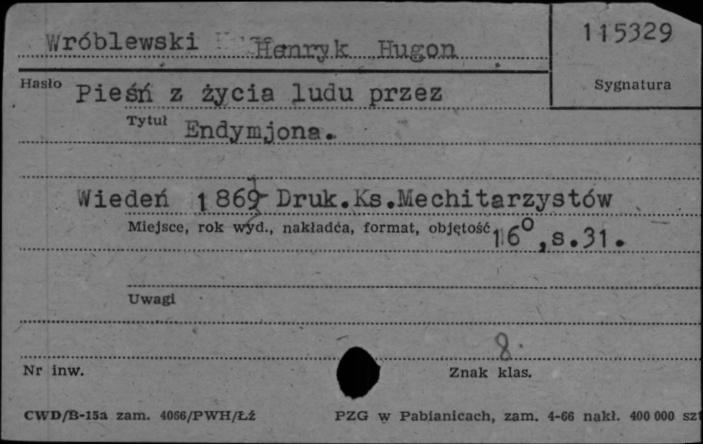 Wróblewski Henryk Hugon
115329
Hasło
Sygnatura
Pieśń z życia ludu przez
Tytuł
Endymjona.
Wiedeń 1869 Druk.Ks.Mechitarzystów
Miejsce, rok wyd., nakładca, format, objętość
16⁰,s.31.
Uwagi
8.
Nr inw.
Znak klas.
CWD/B-15a zam. 4066/PWH/Łź
PZG w Pabianicach, zam. 4-66 nakł. 400 000 szt